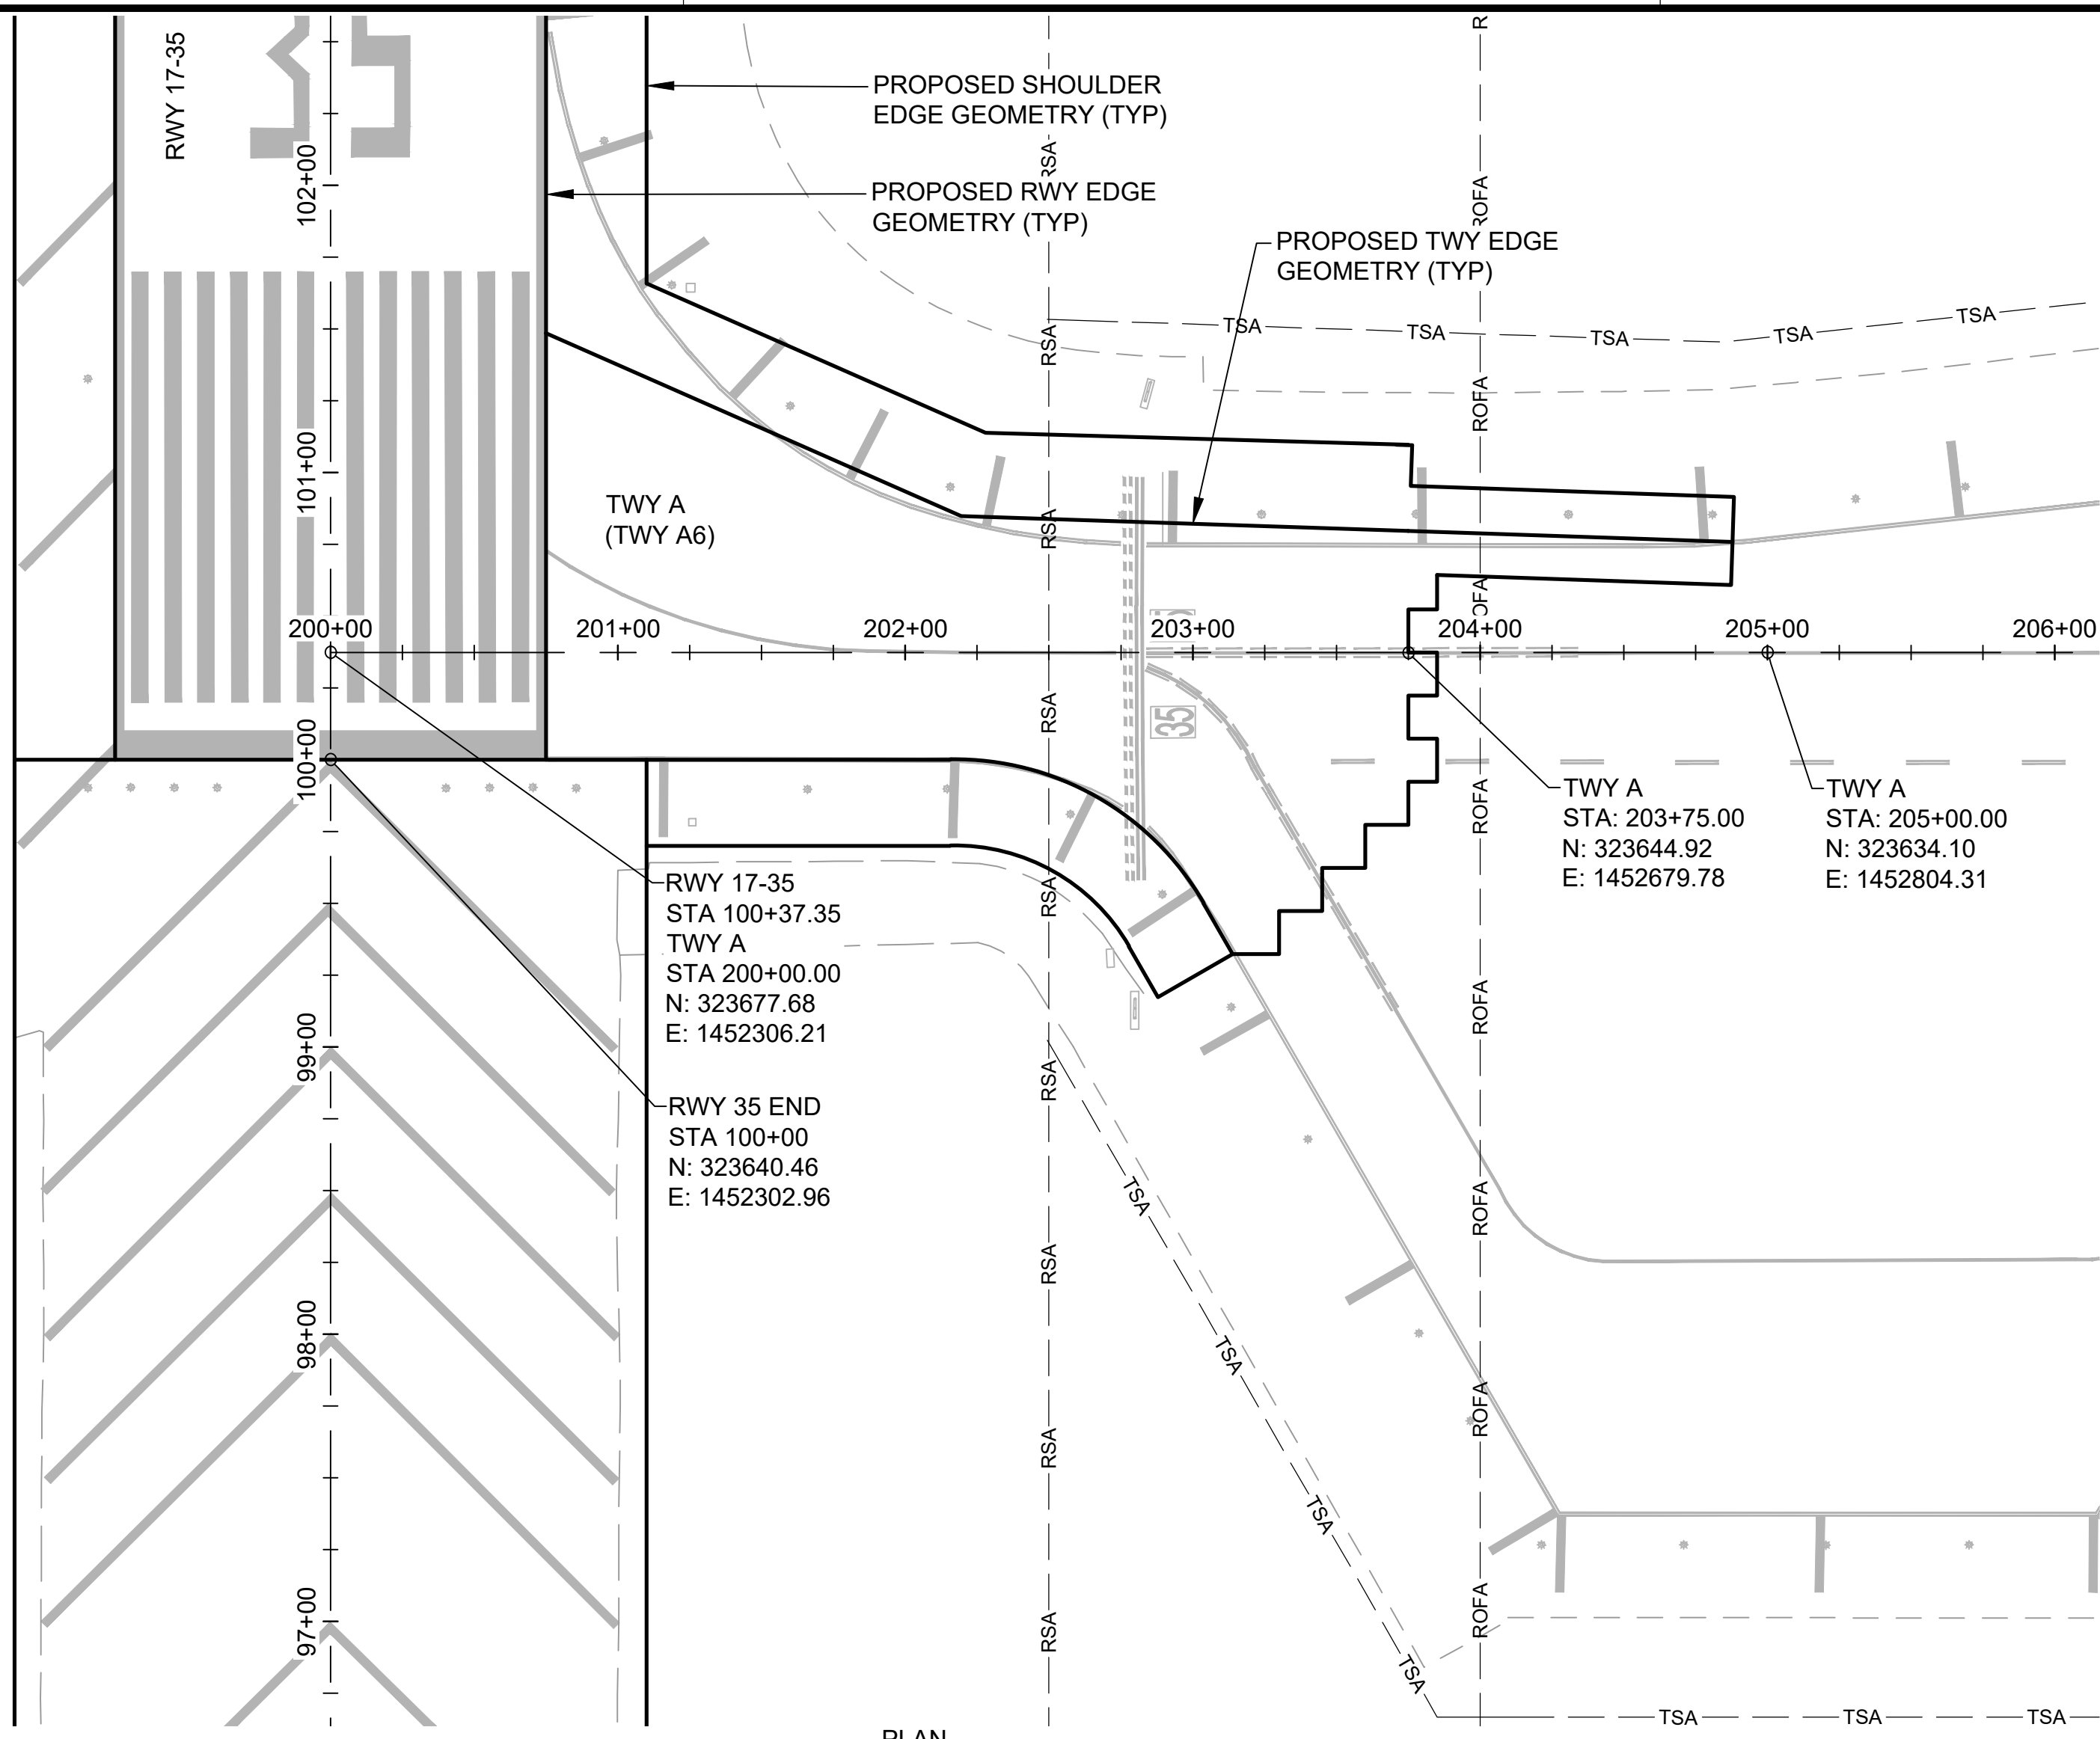 RWY 17-35
PROPOSED SHOULDER
EDGE GEOMETRY (TYP)
PROPOSED RWY EDGE
GEOMETRY (TYP)
PROPOSED TWY EDGE
GEOMETRY (TYP)
R
102+00
101+00
100+00
99+00
98+00
97+00
RSA
RSA
RSA
RSA
RSA
RSA
RSA
RSA
RSA
ROFA
ROFA
OFA
ROFA
ROFA
ROFA
ROFA
ROFA
TSA
TSA
TSA
TSA
TSA
TWY A
(TWY A6)
200+00
201+00
202+00
203+00
204+00
205+00
206+00
35
TWY A
STA: 203+75.00
N: 323644.92
E: 1452679.78
TWY A
STA: 205+00.00
N: 323634.10
E: 1452804.31
RWY 17-35
STA 100+37.35
TWY A
STA 200+00.00
N: 323677.68
E: 1452306.21
RWY 35 END
STA 100+00
N: 323640.46
E: 1452302.96
TSA
TSA
TSA
TSA
TSA
TSA
TSA
PLAN